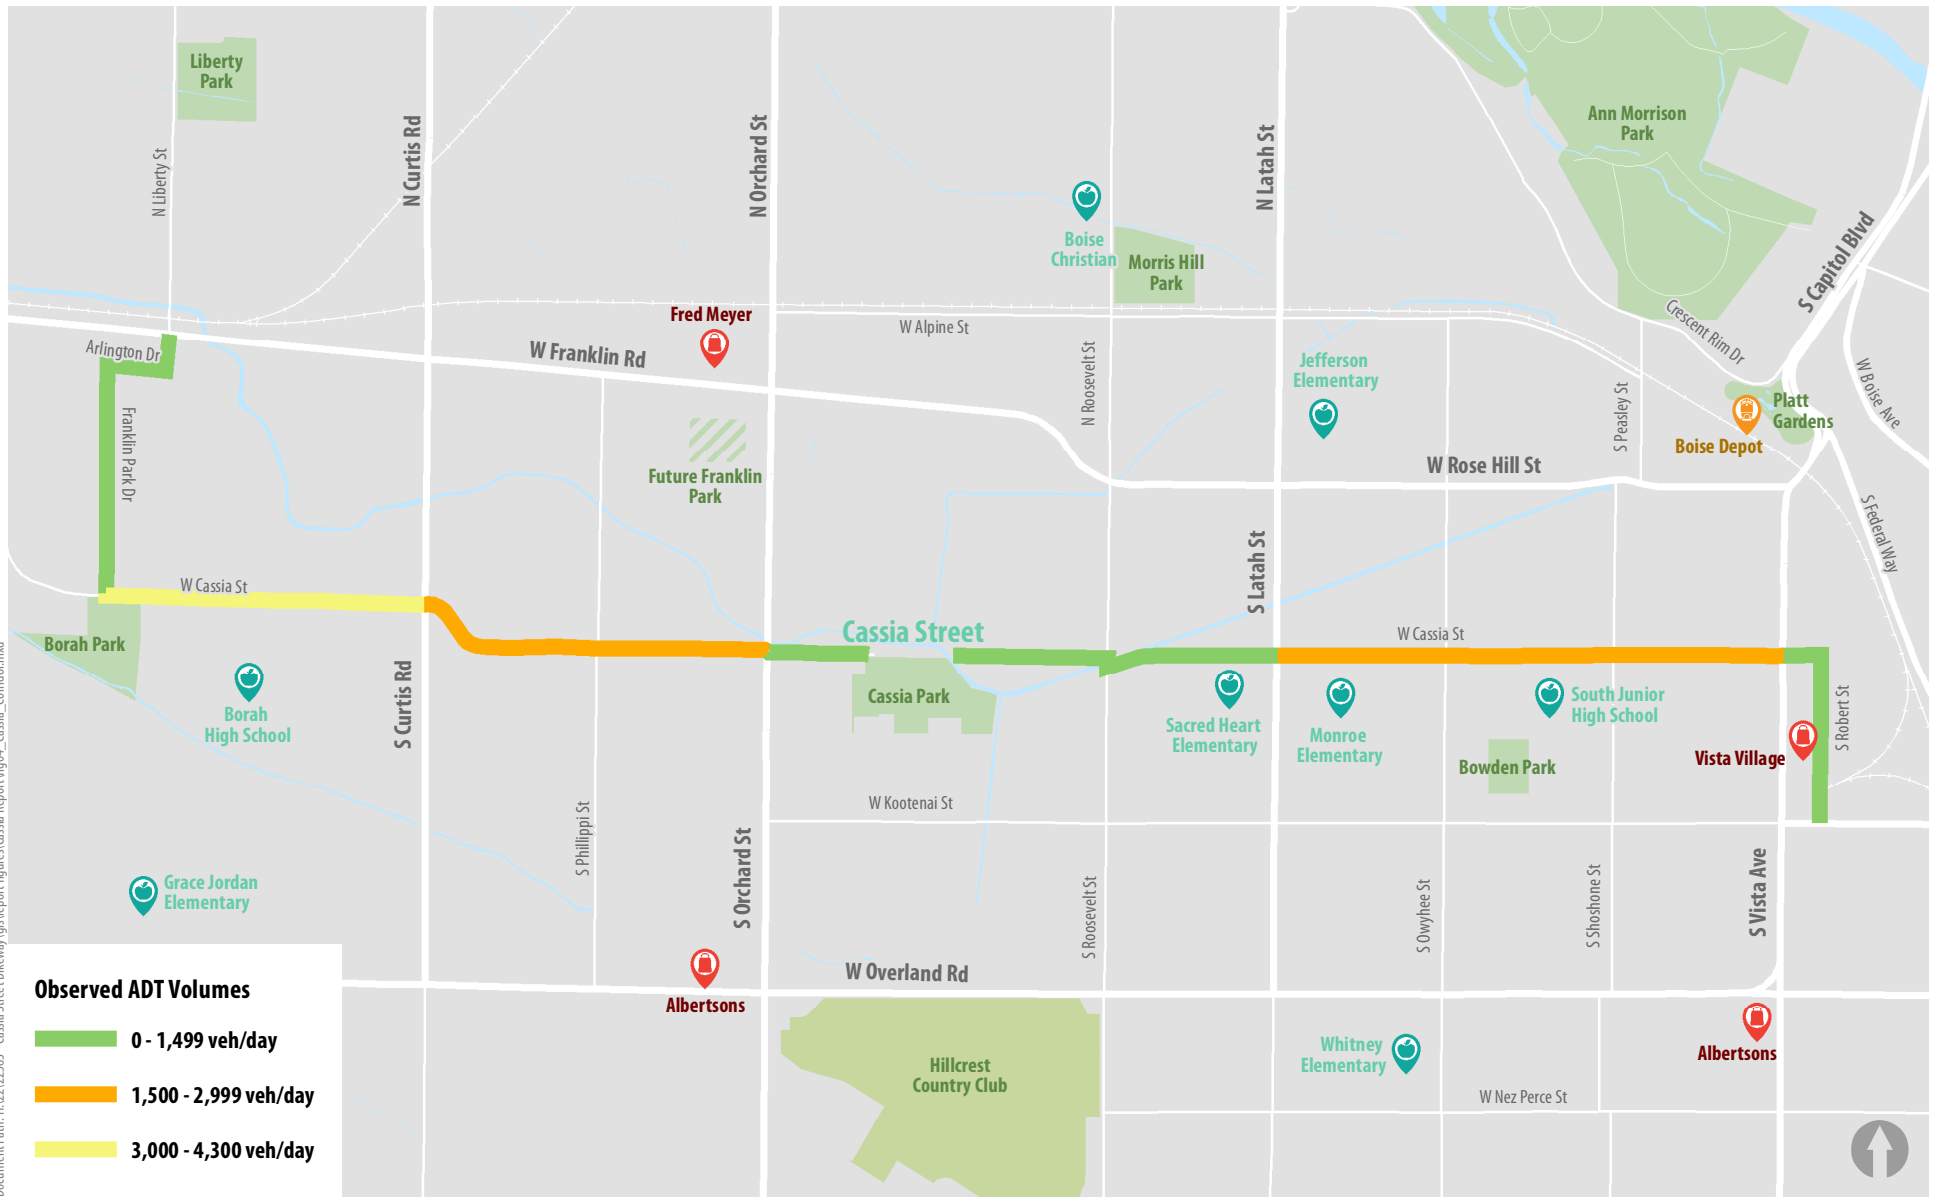 Liberty
Park
N Liberty St
N Curtis Rd
N Orchard St
N Latah St
Ann Morrison
Park
Boise
Christian
Morris Hill
Park
S Capitol Blvd
Crescent Rim Dr
W Boise Ave
Fred Meyer
W Alpine St
Arlington Dr
W Franklin Rd
N Roosevelt St
Jefferson
Elementary
S Peasley St
Platt
Gardens
Boise Depot
Franklin Park Dr
Future Franklin
Park
W Rose Hill St
S Federal Way
W Cassia St
S Latah St
Cassia Street
W Cassia St
Borah Park
Borah
High School
S Curtis Rd
Cassia Park
Sacred Heart
Elementary
Monroe
Elementary
South Junior
High School
S Robert St
Vista Village
Bowden Park
W Kootenai St
S Phillippi St
S Orchard St
Grace Jordan
Elementary
S Roosevelt St
S Owyhee St
S Shoshone St
S Vista Ave
W Overland Rd
Albertsons
Albertsons
Hillcrest
Country Club
Whitney
Elementary
W Nez Perce St
Observed ADT Volumes
0 - 1,499 veh/day
1,500 - 2,999 veh/day
3,000 - 4,300 veh/day